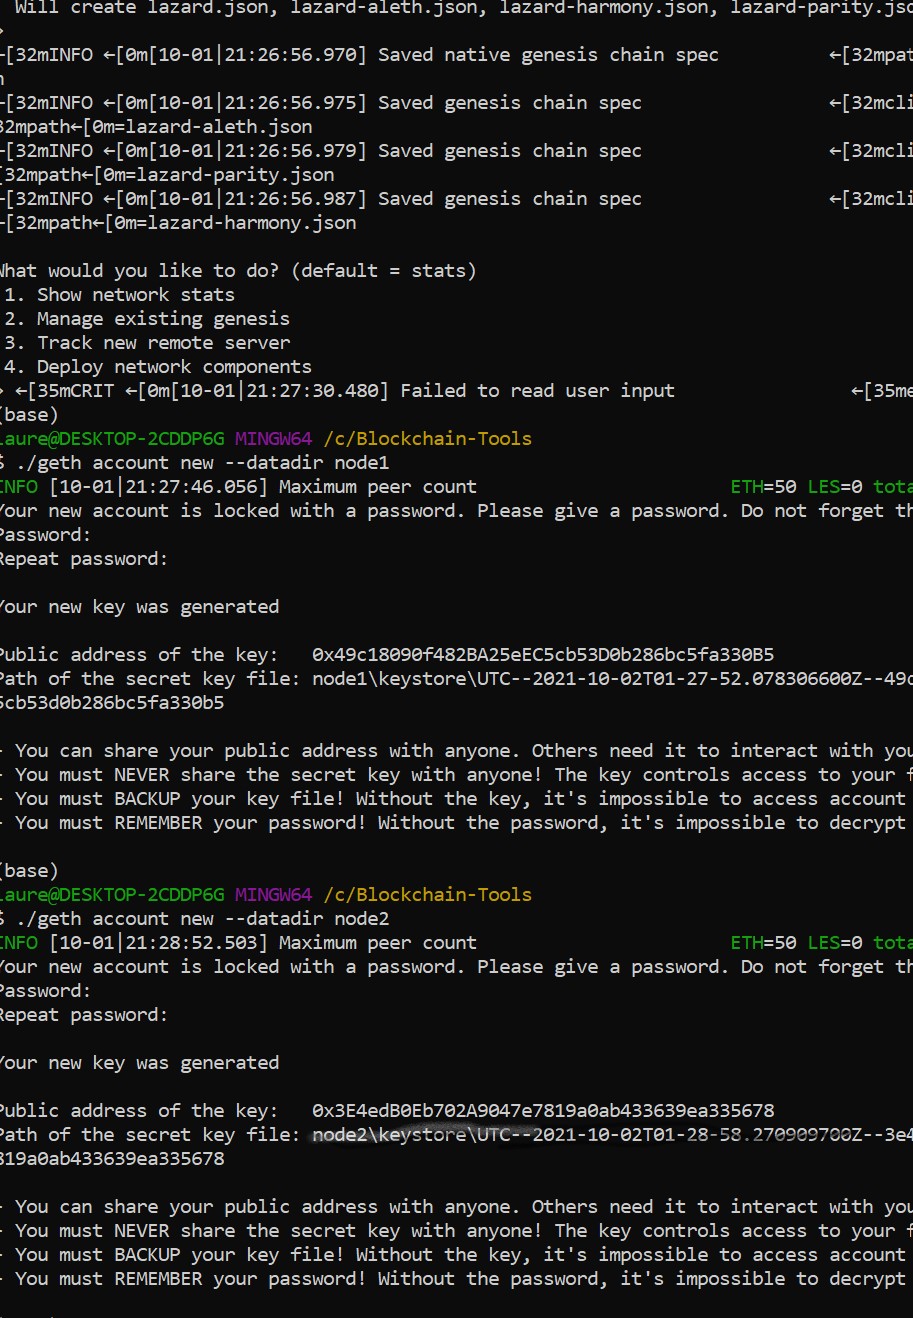 Will create lazard.json, lazard-aleth.json, lazard-harmony.json, lazard-parity.jso
←[32mINFO ←[0m[10-01|21:26:56.970] Saved native genesis chain spec ←[32mpat
n
←[32mINFO ←[0m[10-01|21:26:56.975] Saved genesis chain spec ←[32mcli
32mpath←[0m=lazard-aleth.json
←[32mINFO ←[0m[10-01|21:26:56.979] Saved genesis chain spec ←[32mcli
[32mpath←[0m=lazard-parity.json
←[32mINFO ←[0m[10-01|21:26:56.987] Saved genesis chain spec ←[32mcli
←[32mpath←[0m=lazard-harmony.json
What would you like to do? (default = stats)
1. Show network stats
2. Manage existing genesis
3. Track new remote server
4. Deploy network components
> ←[35mCRIT ←[0m[10-01|21:27:30.480] Failed to read user input ←[35me
(base)
Laure@DESKTOP-2CDDP6G MINGW64 /c/Blockchain-Tools
$ ./geth account new --datadir node1
INFO [10-01|21:27:46.056] Maximum peer count ETH=50 LES=0 tota
Your new account is locked with a password. Please give a password. Do not forget th
Password:
Repeat password:
Your new key was generated
Public address of the key: 0x49c18090f482BA25eEC5cb53D0b286bc5fa330B5
Path of the secret key file: node1\keystore\UTC--2021-10-02T01-27-52.078306600Z--49c
5cb53d0b286bc5fa330b5
- You can share your public address with anyone. Others need it to interact with you
- You must NEVER share the secret key with anyone! The key controls access to your f
- You must BACKUP your key file! Without the key, it's impossible to access account
- You must REMEMBER your password! Without the password, it's impossible to decrypt
(base)
Laure@DESKTOP-2CDDP6G MINGW64 /c/Blockchain-Tools
$ ./geth account new --datadir node2
INFO [10-01|21:28:52.503] Maximum peer count ETH=50 LES=0 tota
Your new account is locked with a password. Please give a password. Do not forget th
Password:
Repeat password:
Your new key was generated
Public address of the key: 0x3E4edB0Eb702A9047e7819a0ab433639ea335678
Path of the secret key file: node2\keystore\UTC--2021-10-02T01-28-58.270909700Z--3e4
819a0ab433639ea335678
- You can share your public address with anyone. Others need it to interact with you
- You must NEVER share the secret key with anyone! The key controls access to your f
- You must BACKUP your key file! Without the key, it's impossible to access account
- You must REMEMBER your password! Without the password, it's impossible to decrypt